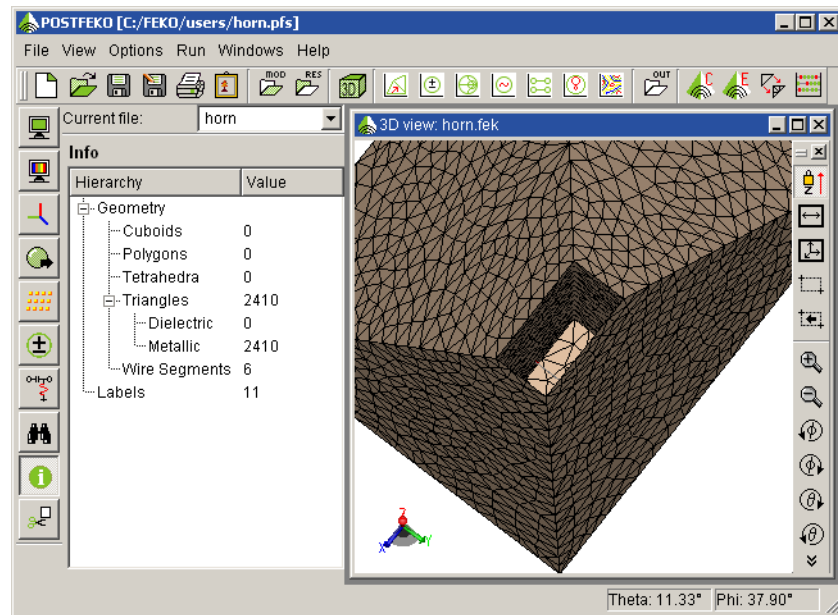 POSTFEKO [C:/FEKO/users/horn.pfs]
File View Options Run Windows Help
MOD RES 3D OUT C E
Current file: horn
3D view: horn.fek
Info
Hierarchy Value
Geometry
Cuboids 0
Polygons 0
Tetrahedra 0
Triangles 2410
Dielectric 0
Metallic 2410
Wire Segments 6
Labels 11
i
Z
Z
X
Y
ϕ
ϕ
θ
θ
Theta: 11.33° Phi: 37.90°